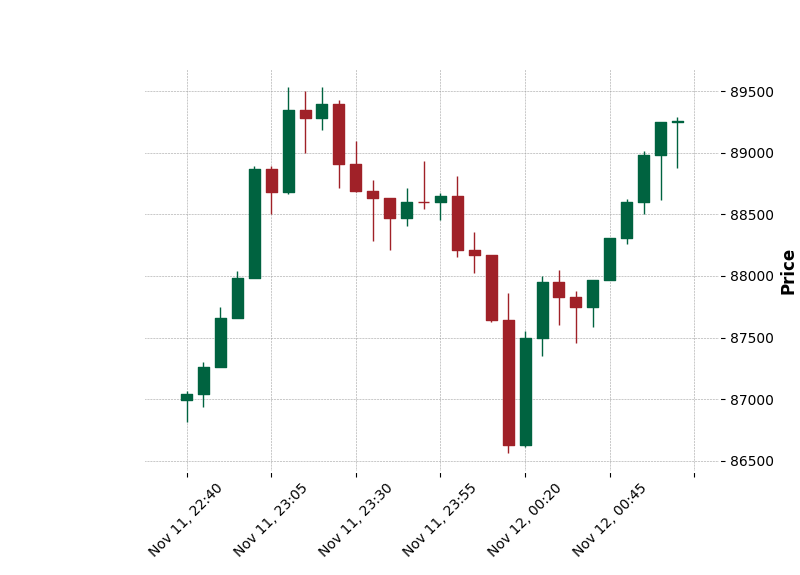 89500
89000
88500
88000
87500
87000
86500
Price
Nov 11, 22:40
Nov 11, 23:05
Nov 11, 23:30
Nov 11, 23:55
Nov 12, 00:20
Nov 12, 00:45